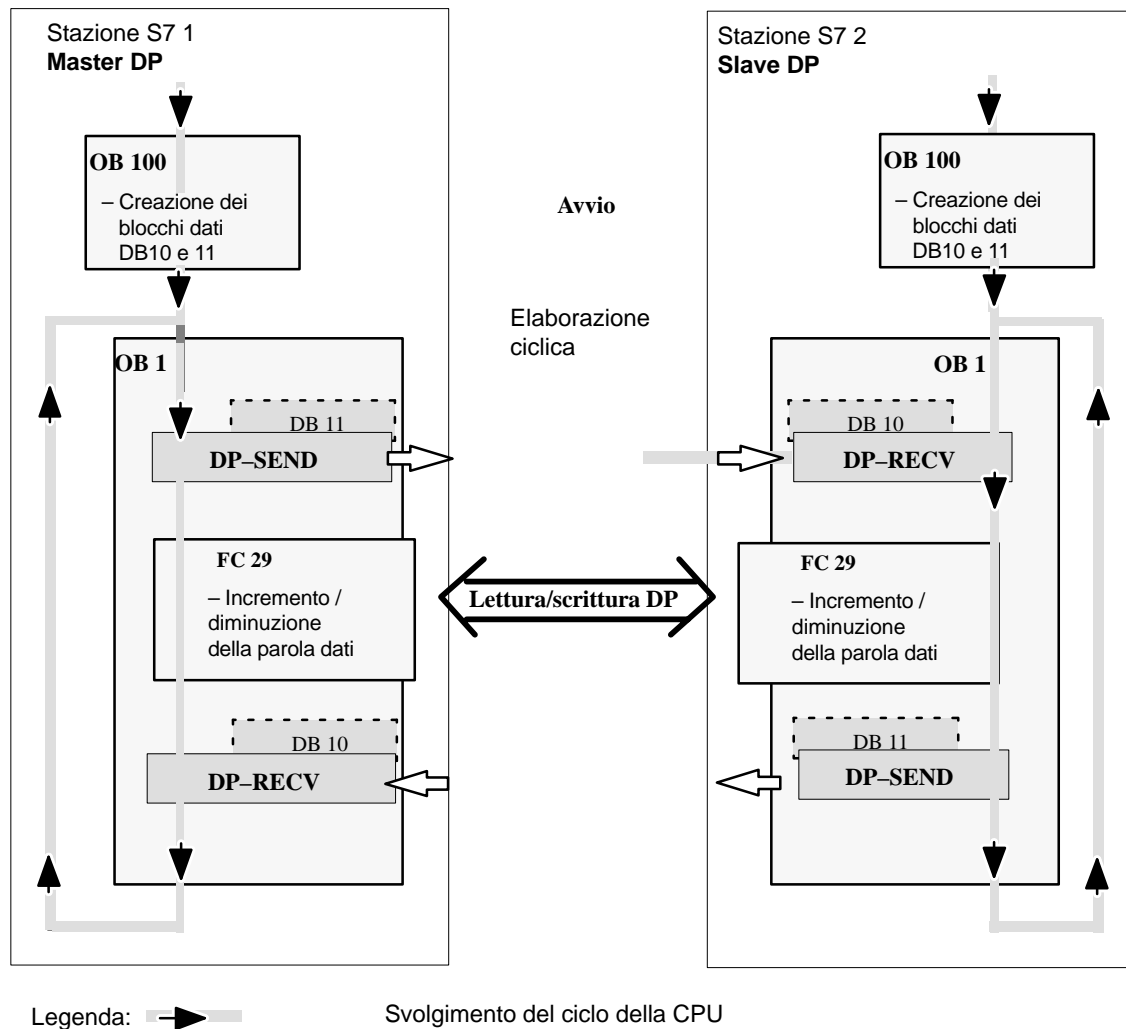 Stazione S7 1
Master DP
OB 100
– Creazione dei
blocchi dati
DB10 e 11
OB 1
DB 11
DP–SEND
FC 29
– Incremento /
diminuzione
della parola dati
DB 10
DP–RECV
Avvio
Elaborazione
ciclica
Lettura/scrittura DP
Stazione S7 2
Slave DP
OB 100
– Creazione dei
blocchi dati
DB10 e 11
OB 1
DB 10
DP–RECV
FC 29
– Incremento /
diminuzione
della parola dati
DB 11
DP–SEND
Legenda:
Svolgimento del ciclo della CPU